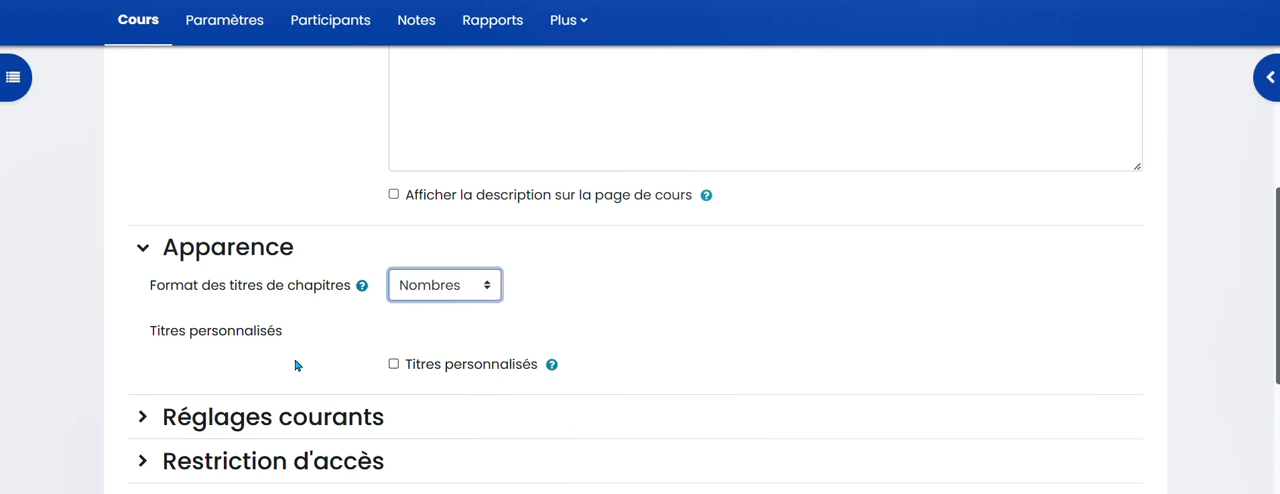 Cours Paramètres Participants Notes Rapports Plus
Afficher la description sur la page de cours ?
Apparence
Format des titres de chapitres ? Nombres
Titres personnalisés
Titres personnalisés ?
Réglages courants
Restriction d'accès